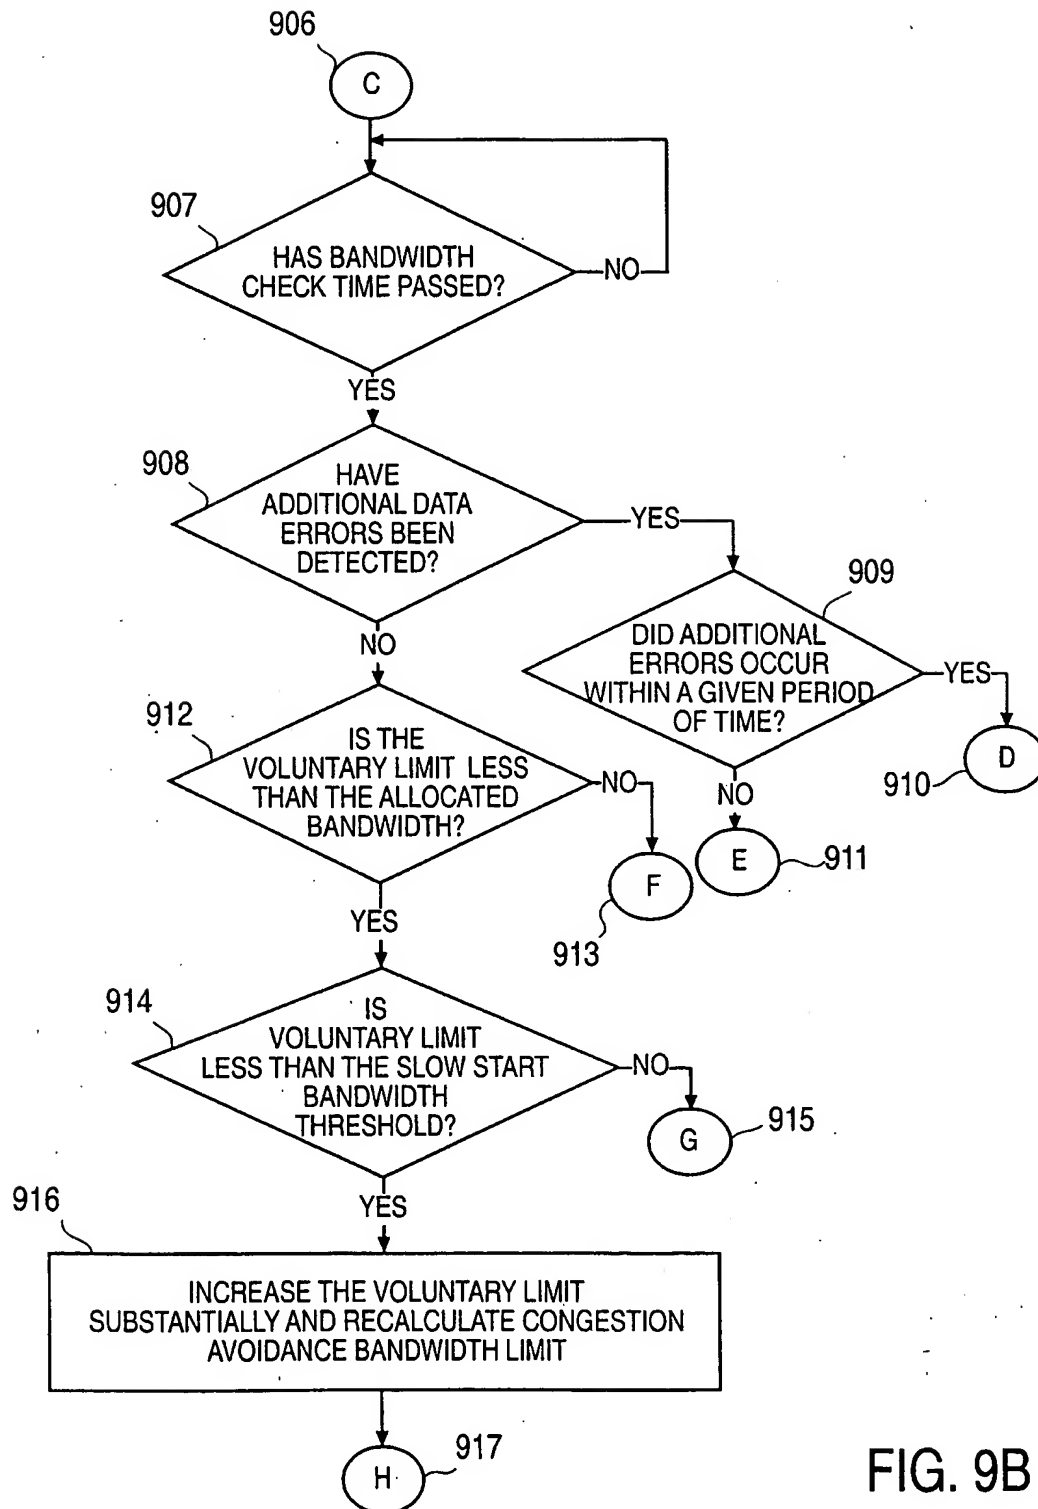 906
C
907
HAS BANDWIDTH
CHECK TIME PASSED?
NO
YES
908
HAVE
ADDITIONAL DATA
ERRORS BEEN
DETECTED?
YES
909
DID ADDITIONAL
ERRORS OCCUR
WITHIN A GIVEN PERIOD
OF TIME?
YES
D
910
NO
E
911
NO
912
IS THE
VOLUNTARY LIMIT LESS
THAN THE ALLOCATED
BANDWIDTH?
NO
F
913
YES
914
IS
VOLUNTARY LIMIT
LESS THAN THE SLOW START
BANDWIDTH
THRESHOLD?
NO
G
915
YES
916
INCREASE THE VOLUNTARY LIMIT
SUBSTANTIALLY AND RECALCULATE CONGESTION
AVOIDANCE BANDWIDTH LIMIT
H
917
FIG. 9B